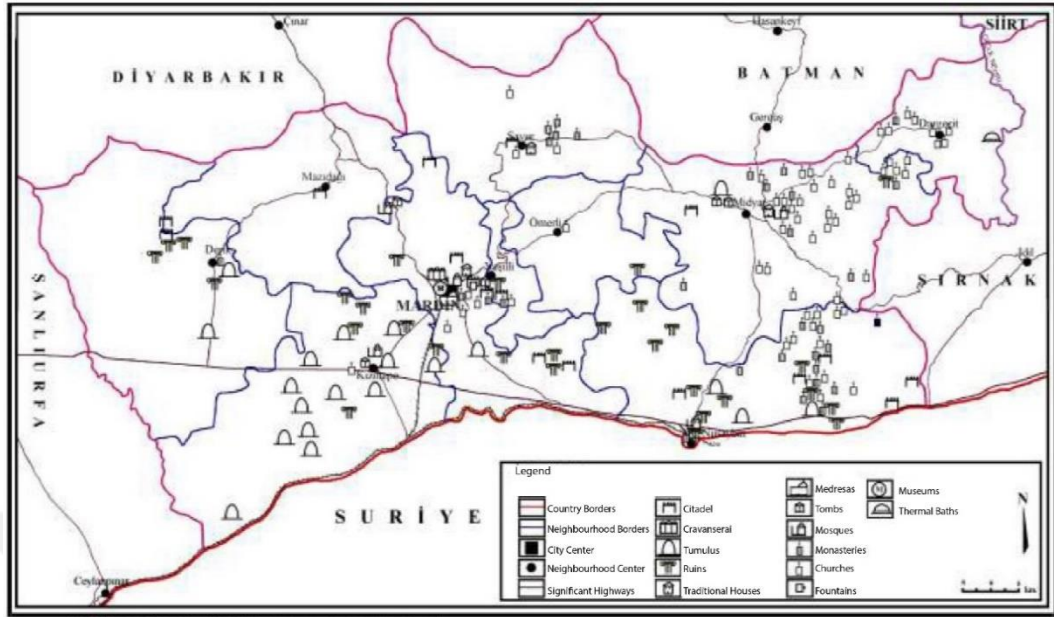 Çınar
Hasankeyf
SİİRT
DİYARBAKIR
BATMAN
Gercüş
Dargeçit
Savur
Mazıdağı
Midyat
Ömerli
Derik
İdil
Yeşilli
ŞANLIURFA
ŞIRNAK
MARDİN
Kızıltepe
SURİYE
Ceylanpınar
Legend
Country Borders
Neighbourhood Borders
City Center
Neighbourhood Center
Significant Highways
Citadel
Cravanserai
Tumulus
Ruins
Traditional Houses
Medresas
Tombs
Mosques
Monasteries
Churches
Fountains
M Museums
Thermal Baths
N
km